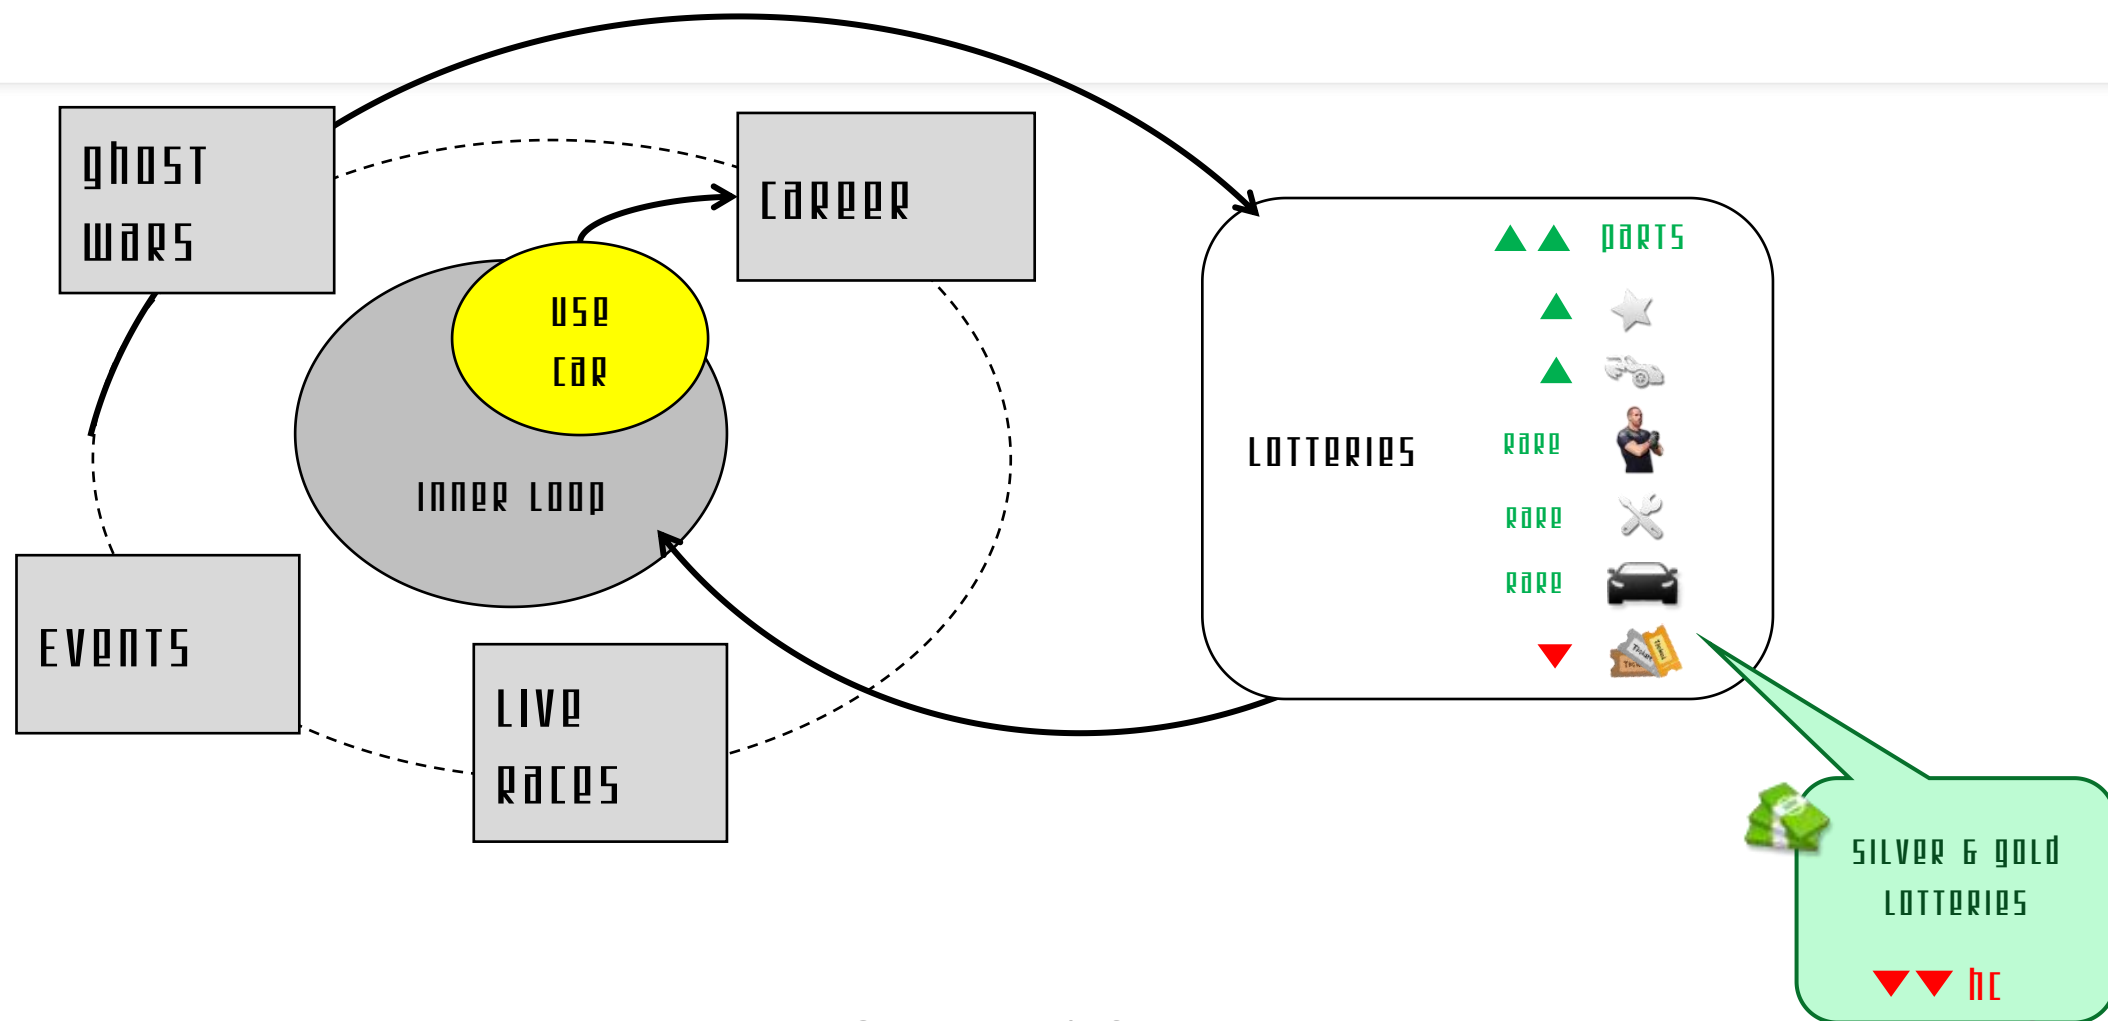 ghost
wars
career
use
car
inner loop
events
live
races
lotteries
parts
rare
rare
rare
silver & gold
lotteries
hc